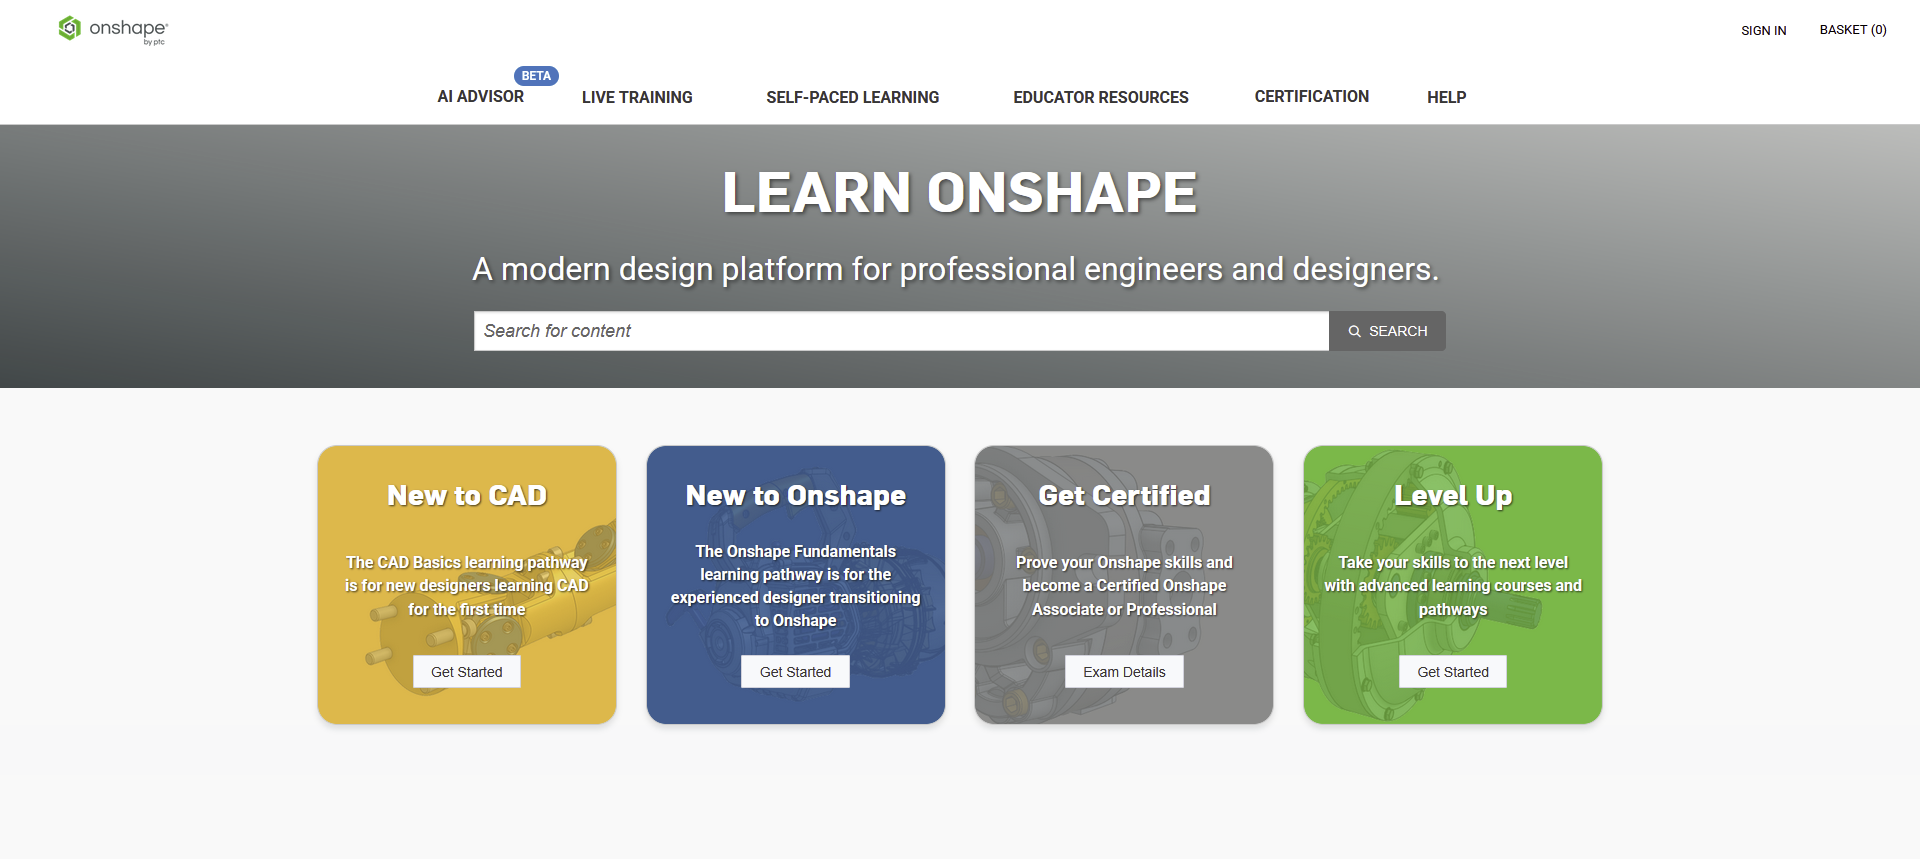 onshape
by ptc
SIGN IN
BASKET (0)
BETA
AI ADVISOR
LIVE TRAINING
SELF-PACED LEARNING
EDUCATOR RESOURCES
CERTIFICATION
HELP
LEARN ONSHAPE
A modern design platform for professional engineers and designers.
Search for content
SEARCH
New to CAD
The CAD Basics learning pathway
is for new designers learning CAD
for the first time
Get Started
New to Onshape
The Onshape Fundamentals
learning pathway is for the
experienced designer transitioning
to Onshape
Get Started
Get Certified
Prove your Onshape skills and
become a Certified Onshape
Associate or Professional
Exam Details
Level Up
Take your skills to the next level
with advanced learning courses and
pathways
Get Started